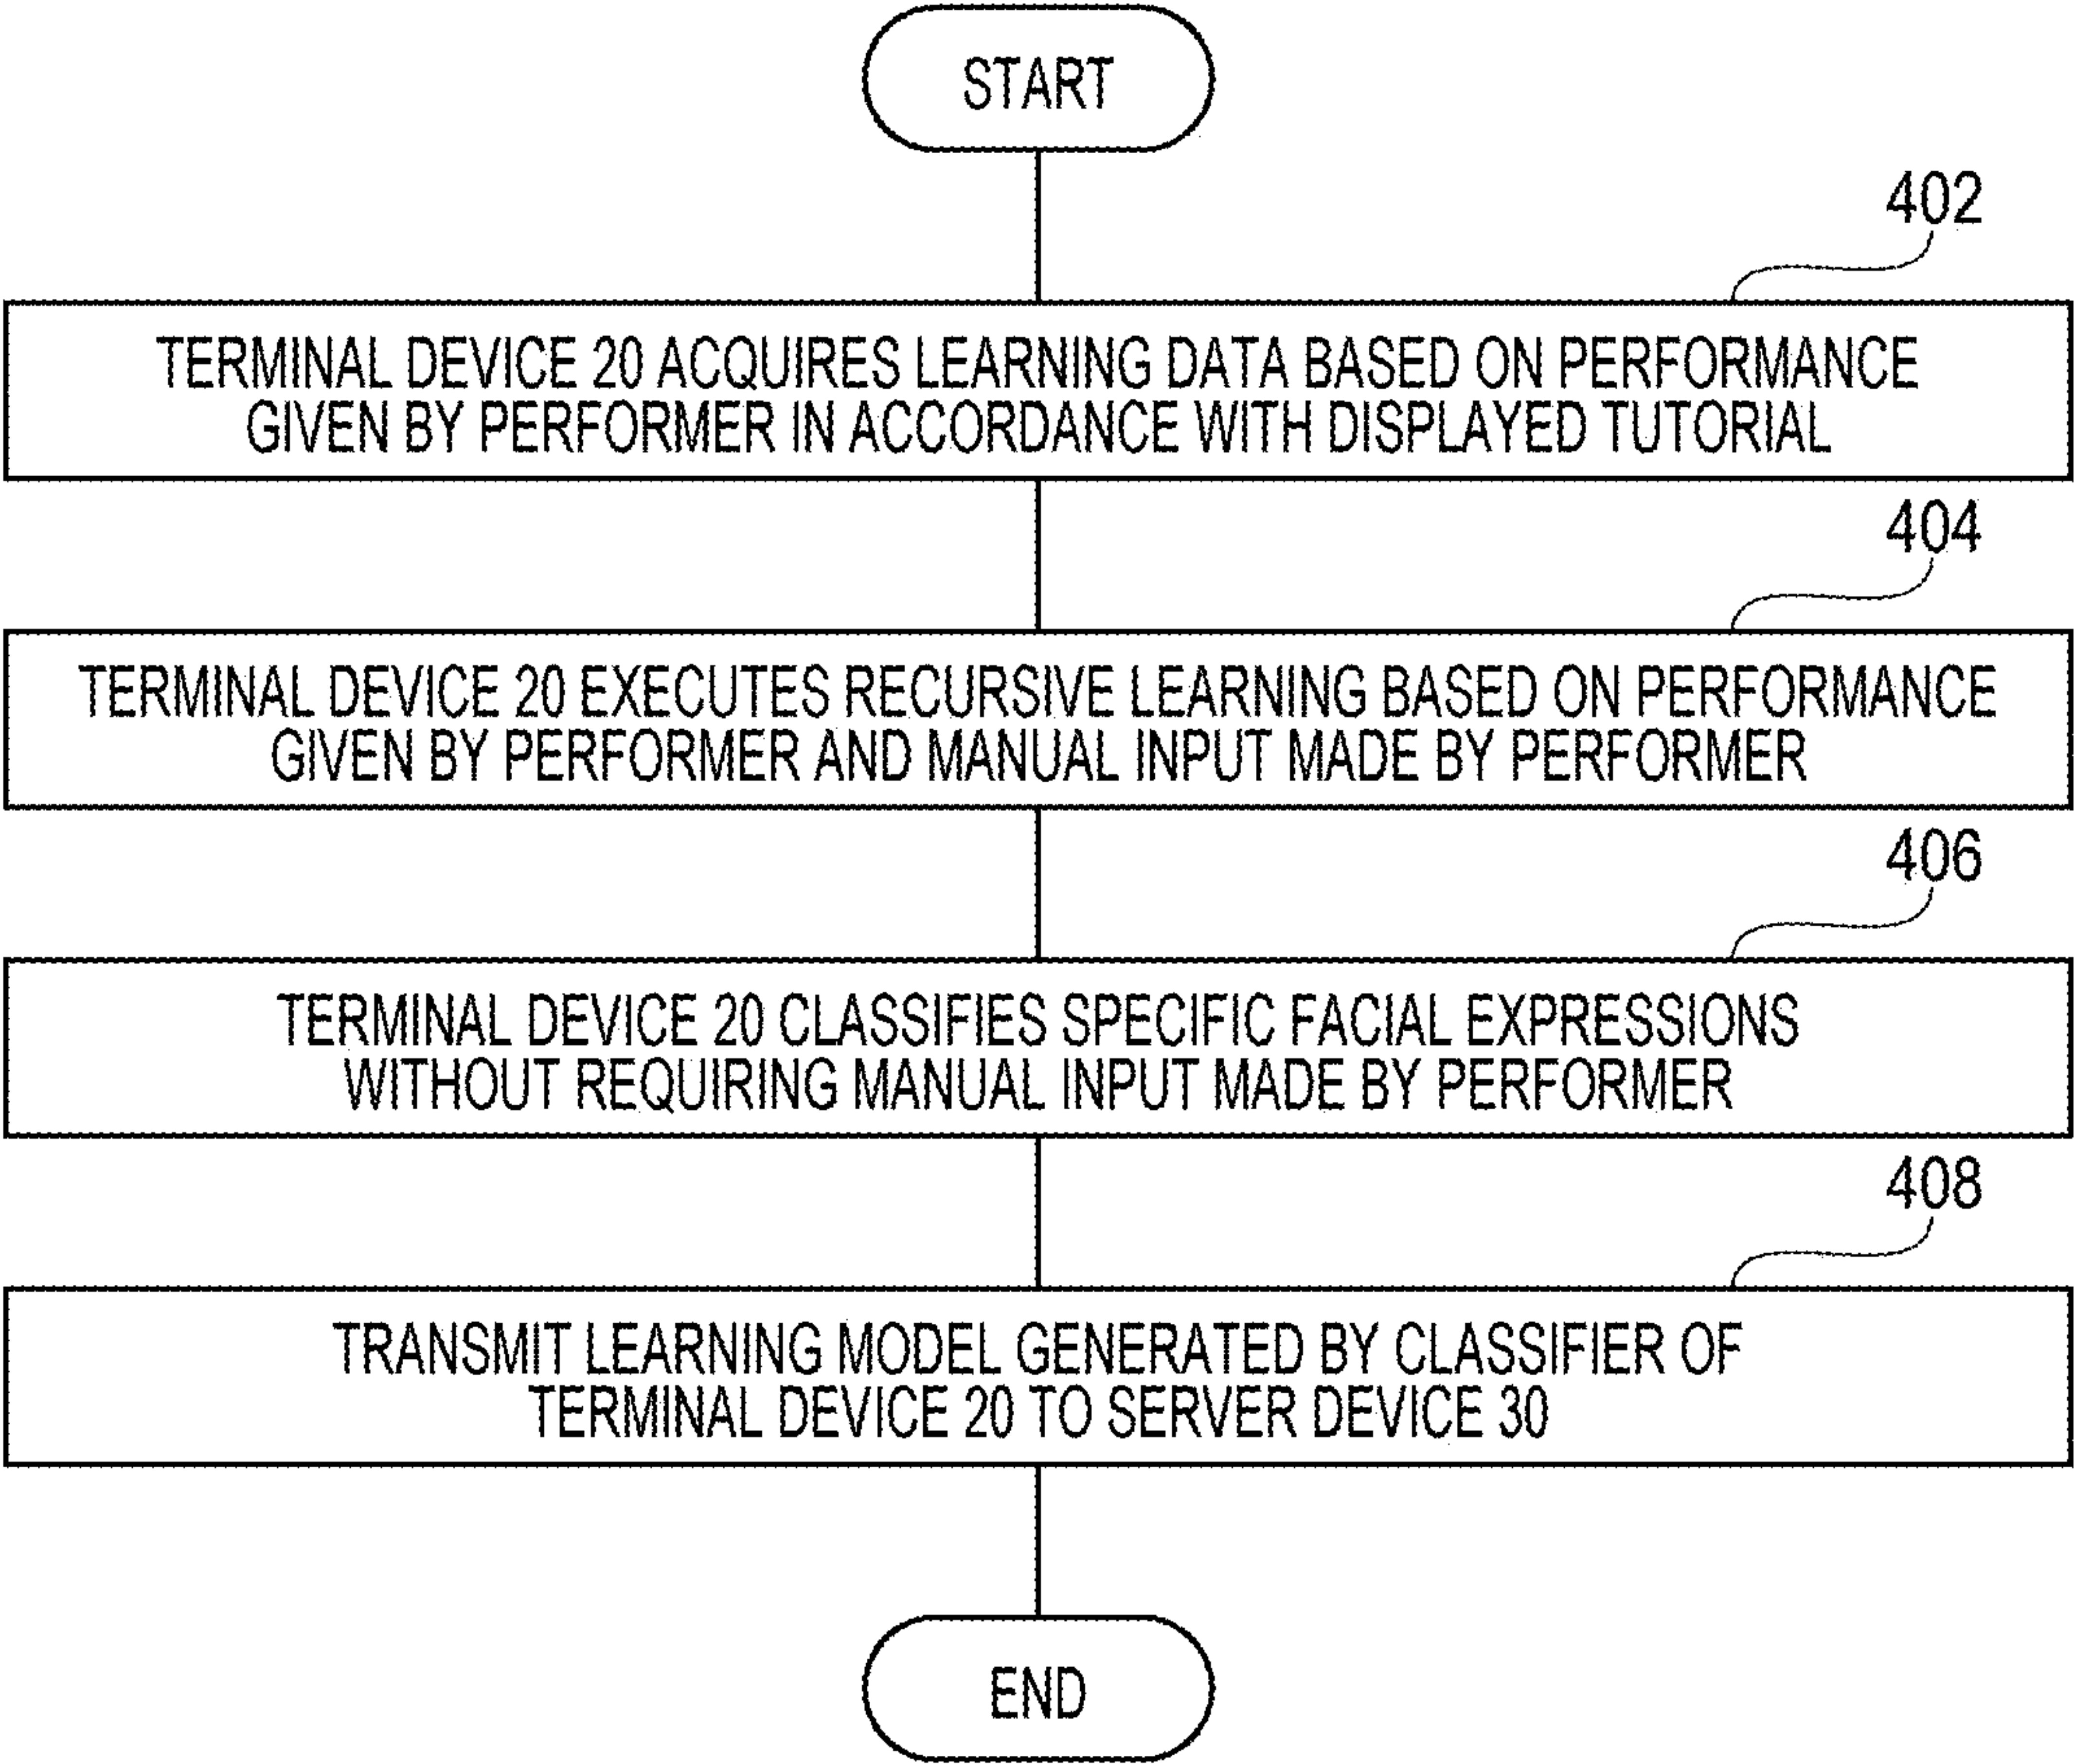 START
402
TERMINAL DEVICE 20 ACQUIRES LEARNING DATA BASED ON PERFORMANCE
GIVEN BY PERFORMER IN ACCORDANCE WITH DISPLAYED TUTORIAL
404
TERMINAL DEVICE 20 EXECUTES RECURSIVE LEARNING BASED ON PERFORMANCE
GIVEN BY PERFORMER AND MANUAL INPUT MADE BY PERFORMER
406
TERMINAL DEVICE 20 CLASSIFIES SPECIFIC FACIAL EXPRESSIONS
WITHOUT REQUIRING MANUAL INPUT MADE BY PERFORMER
408
TRANSMIT LEARNING MODEL GENERATED BY CLASSIFIER OF
TERMINAL DEVICE 20 TO SERVER DEVICE 30
END